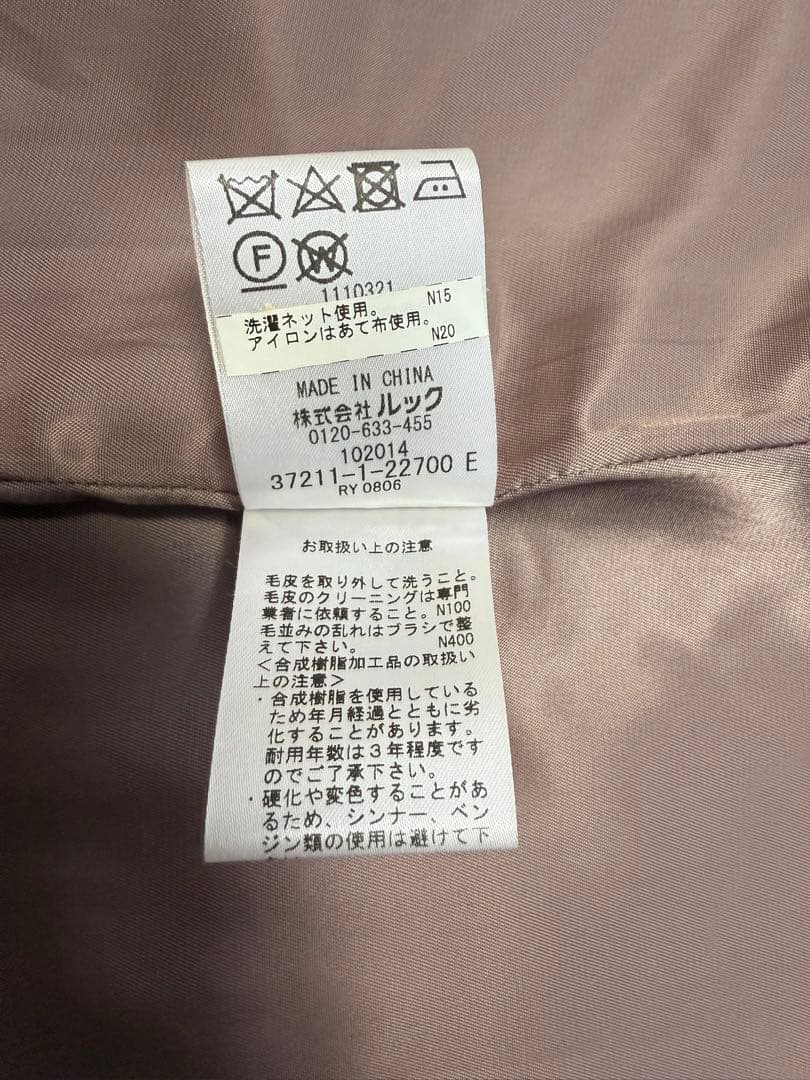 F
W
1110321
洗濯ネット使用。 N15
アイロンはあて布使用。 N20
MADE IN CHINA
株式会社 ルック
0120-633-455
102014
37211-1-22700 E
RY 0806
お取扱い上の注意
毛皮を取り外して洗うこと。
毛皮のクリーニングは専門
業者に依頼すること。N100
毛並みの乱れはブラシで整
えて下さい。 N400
＜合成樹脂加工品の取扱い
上の注意＞
・合成樹脂を使用している
ため年月経過とともに劣
化することがあります。
耐用年数は3年程度です
のでご了承下さい。
・硬化や変色することがあ
るため、シンナー、ベン
ジン類の使用は避けて下